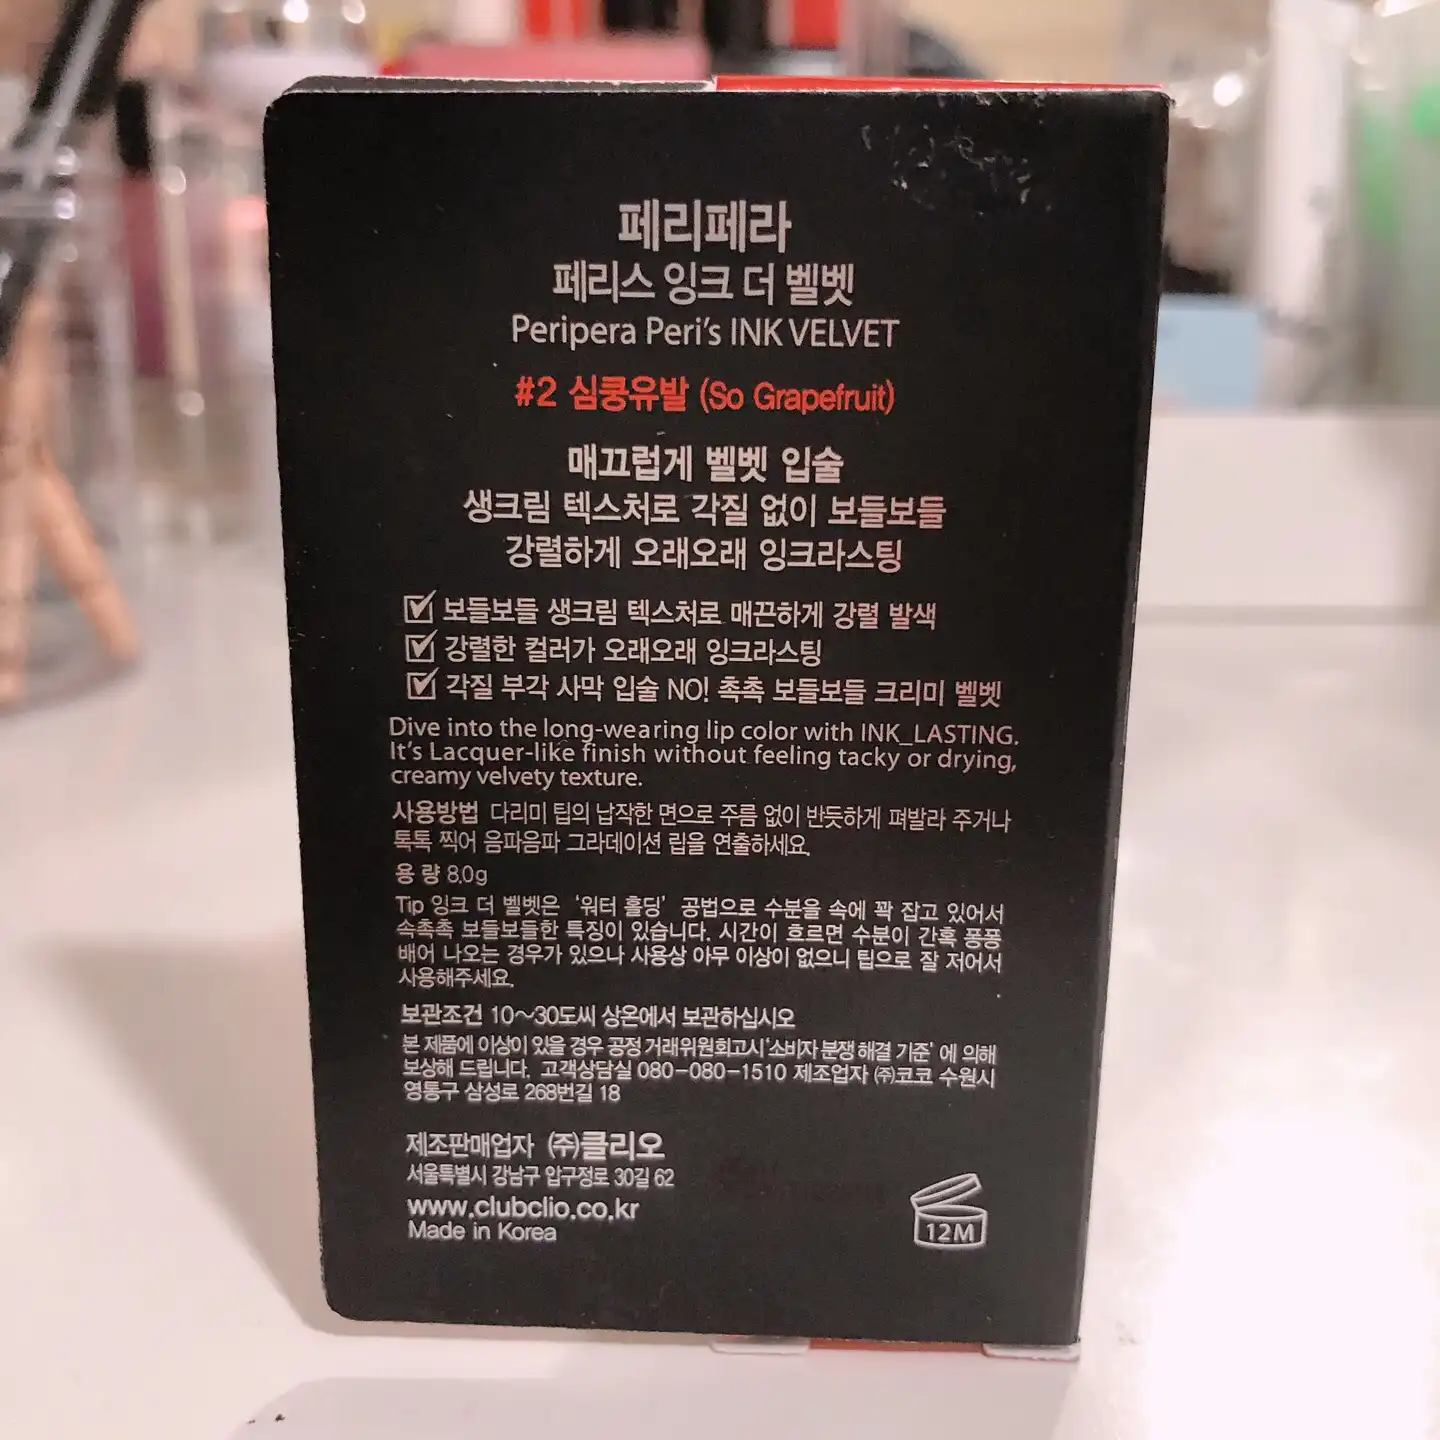 페리페라
페리스 잉크 더 벨벳
Peripera Peri's INK VELVET
#2 심쿵유발 (So Grapefruit)
매끄럽게 벨벳 입술
생크림 텍스처로 각질 없이 보들보들
강렬하게 오래오래 잉크라스팅
보들보들 생크림 텍스처로 매끈하게 강렬 발색
강렬한 컬러가 오래오래 잉크라스팅
각질 부각 사막 입술 NO! 촉촉 보들보들 크리미 벨벳
Dive into the long-wearing lip color with INK_LASTING.
It's Lacquer-like finish without feeling tacky or drying,
creamy velvety texture.
사용방법 다리미 팁의 납작한 면으로 주름 없이 반듯하게 펴발라 주거나
톡톡 찍어 음파음파 그라데이션 립을 연출하세요.
용 량 8.0g
Tip 잉크 더 벨벳은 '워터 홀딩' 공법으로 수분을 속에 꽉 잡고 있어서
속촉촉 보들보들한 특징이 있습니다. 시간이 흐르면 수분이 간혹 퐁퐁
배어 나오는 경우가 있으나 사용상 아무 이상이 없으니 팁으로 잘 저어서
사용해주세요.
보관조건 10~30도씨 상온에서 보관하십시오
본 제품에 이상이 있을 경우 공정 거래위원회고시'소비자 분쟁 해결 기준' 에 의해
보상해 드립니다. 고객상담실 080-080-1510 제조업자 ㈜코코 수원시
영통구 삼성로 268번길 18
제조판매업자 ㈜클리오
서울특별시 강남구 압구정로 30길 62
www.clubclio.co.kr
Made in Korea
12M